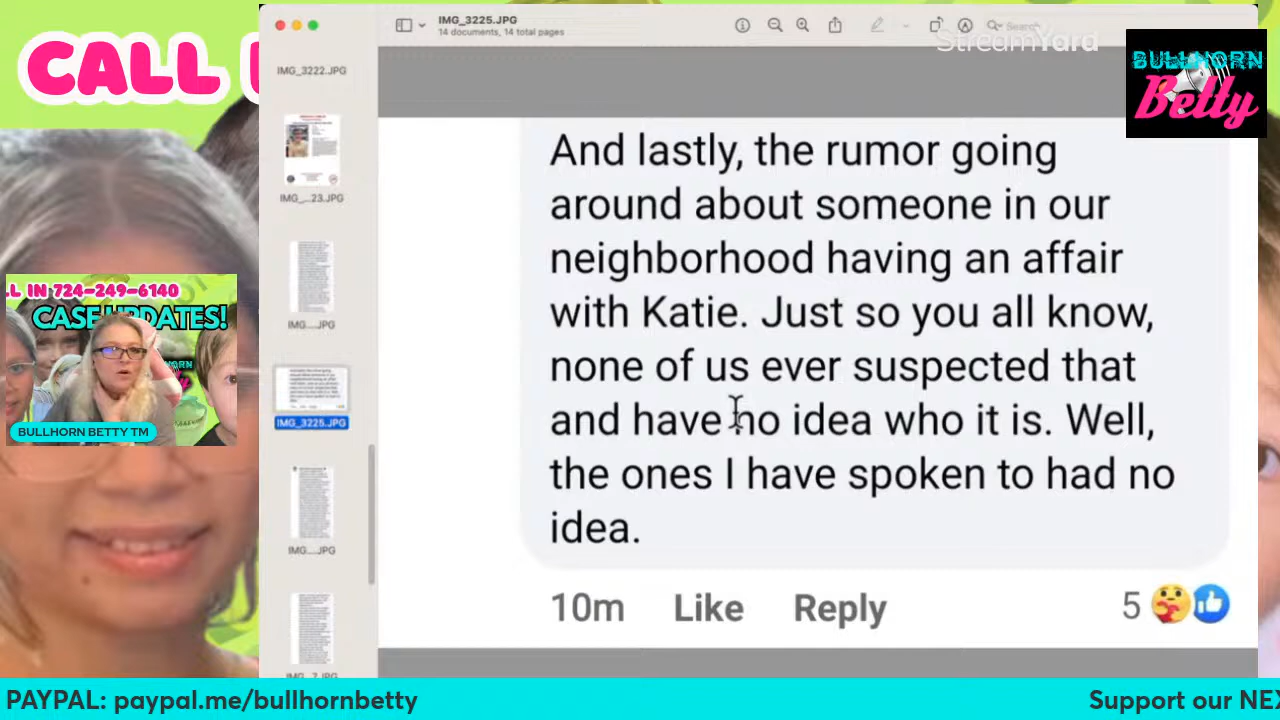 CALL
IMG_3225.JPG
14 documents, 14 total pages
Search
StreamYard
BULLHORN
Betty
IMG_3222.JPG
IMG_...23.JPG
IMG....JPG
IMG_3225.JPG
IMG....JPG
And lastly, the rumor going
around about someone in our
neighborhood having an affair
with Katie. Just so you all know,
none of us ever suspected that
and have no idea who it is. Well,
the ones I have spoken to had no
idea.
10m Like Reply 5
L IN 724-249-6140
CASE UPDATES!
BULLHORN BETTY TM
PAYPAL: paypal.me/bullhornbetty
Support our NEX